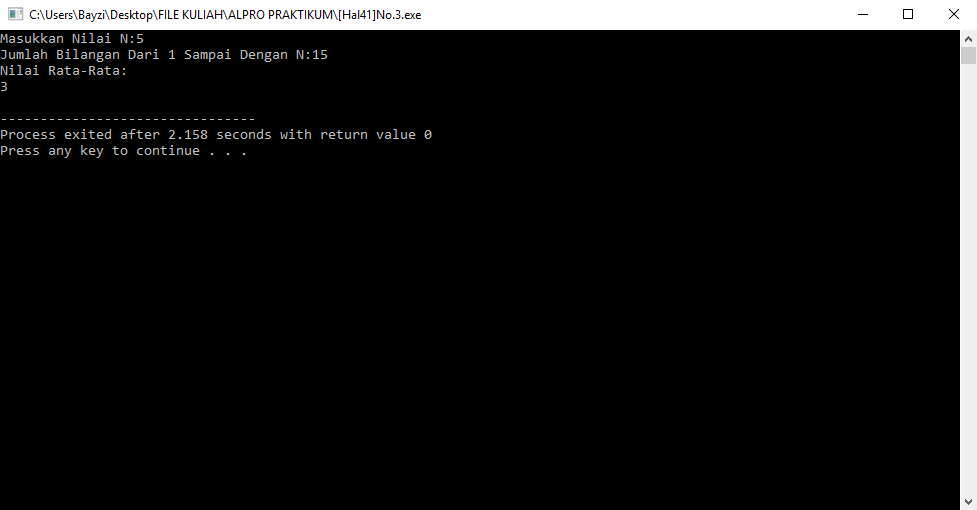 C:\Users\Bayzi\Desktop\FILE KULIAH\ALPRO PRAKTIKUM\[Hal41]No.3.exe
Masukkan Nilai N:5
Jumlah Bilangan Dari 1 Sampai Dengan N:15
Nilai Rata-Rata:
3
--------------------------------
Process exited after 2.158 seconds with return value 0
Press any key to continue . . .